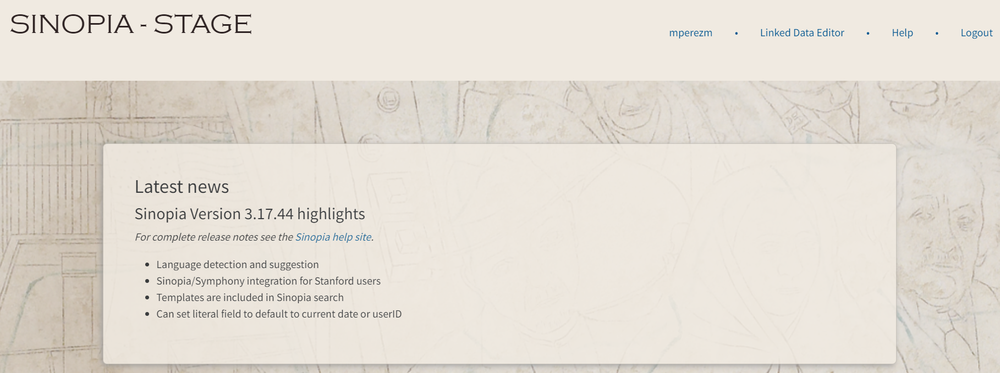 SINOPIA - STAGE
mperezm • Linked Data Editor • Help • Logout
Latest news
Sinopia Version 3.17.44 highlights
For complete release notes see the Sinopia help site.
• Language detection and suggestion
• Sinopia/Symphony integration for Stanford users
• Templates are included in Sinopia search
• Can set literal field to default to current date or userID